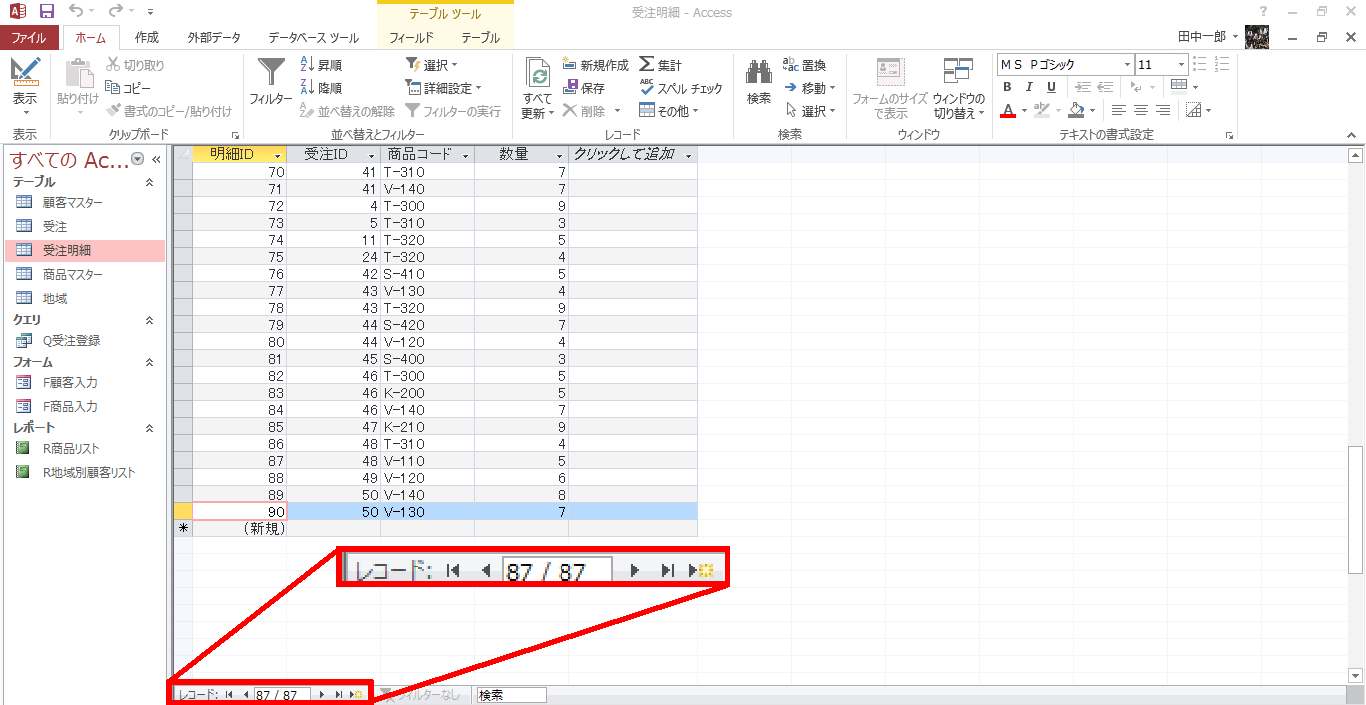 テーブル ツール
受注明細 - Access
ファイル
ホーム
作成
外部データ
データベース ツール
フィールド
テーブル
田中一郎
表示
表示
貼り付け
切り取り
コピー
書式のコピー/貼り付け
クリップボード
フィルター
昇順
降順
並べ替えの解除
選択
詳細設定
フィルターの実行
並べ替えとフィルター
すべて
更新
新規作成
保存
削除
集計
スペル チェック
その他
レコード
検索
置換
移動
選択
検索
フォームのサイズ
で表示
ウィンドウの
切り替え
ウィンドウ
ＭＳ Ｐゴシック
11
B I U
テキストの書式設定
すべての Ac...
テーブル
顧客マスター
受注
受注明細
商品マスター
地域
クエリ
Q受注登録
フォーム
F顧客入力
F商品入力
レポート
R商品リスト
R地域別顧客リスト
明細ID 受注ID 商品コード 数量 クリックして追加
70 41 T-310 7
71 41 V-140 7
72 4 T-300 9
73 5 T-310 3
74 11 T-320 5
75 24 T-320 4
76 42 S-410 5
77 43 V-130 4
78 43 T-320 9
79 44 S-420 7
80 44 V-120 4
81 45 S-400 3
82 46 T-300 5
83 46 K-200 5
84 46 V-140 7
85 47 K-210 9
86 48 T-310 4
87 48 V-110 5
88 49 V-120 6
89 50 V-140 8
90 50 V-130 7
(新規)
レコード: 87 / 87
レコード: 87 / 87 フィルターなし 検索